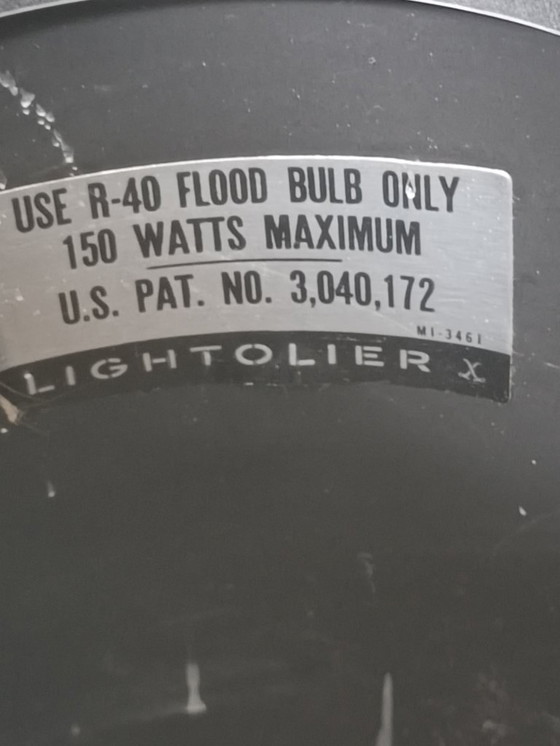 USE R-40 FLOOD BULB ONLY
150 WATTS MAXIMUM
U.S. PAT. NO. 3,040,172
MI-3461
LIGHTOLIER